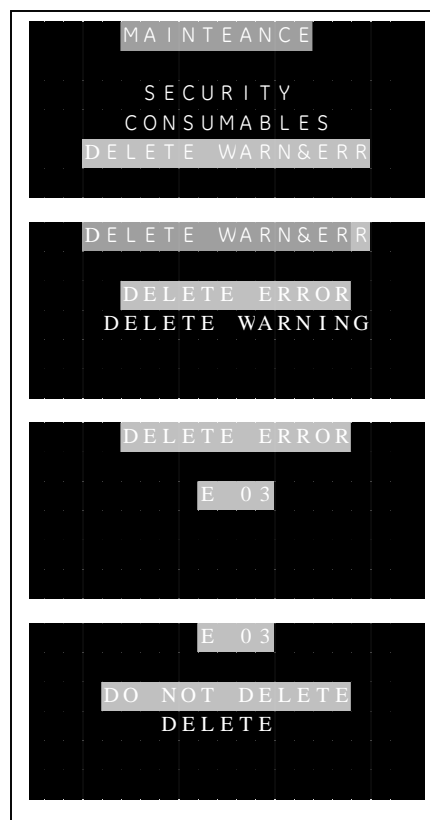 MAINTEANCE
SECURITY
CONSUMABLES
DELETE WARN&ERR
DELETE WARN&ERR
DELETE ERROR
DELETE WARNING
DELETE ERROR
E 03
E 03
DO NOT DELETE
DELETE